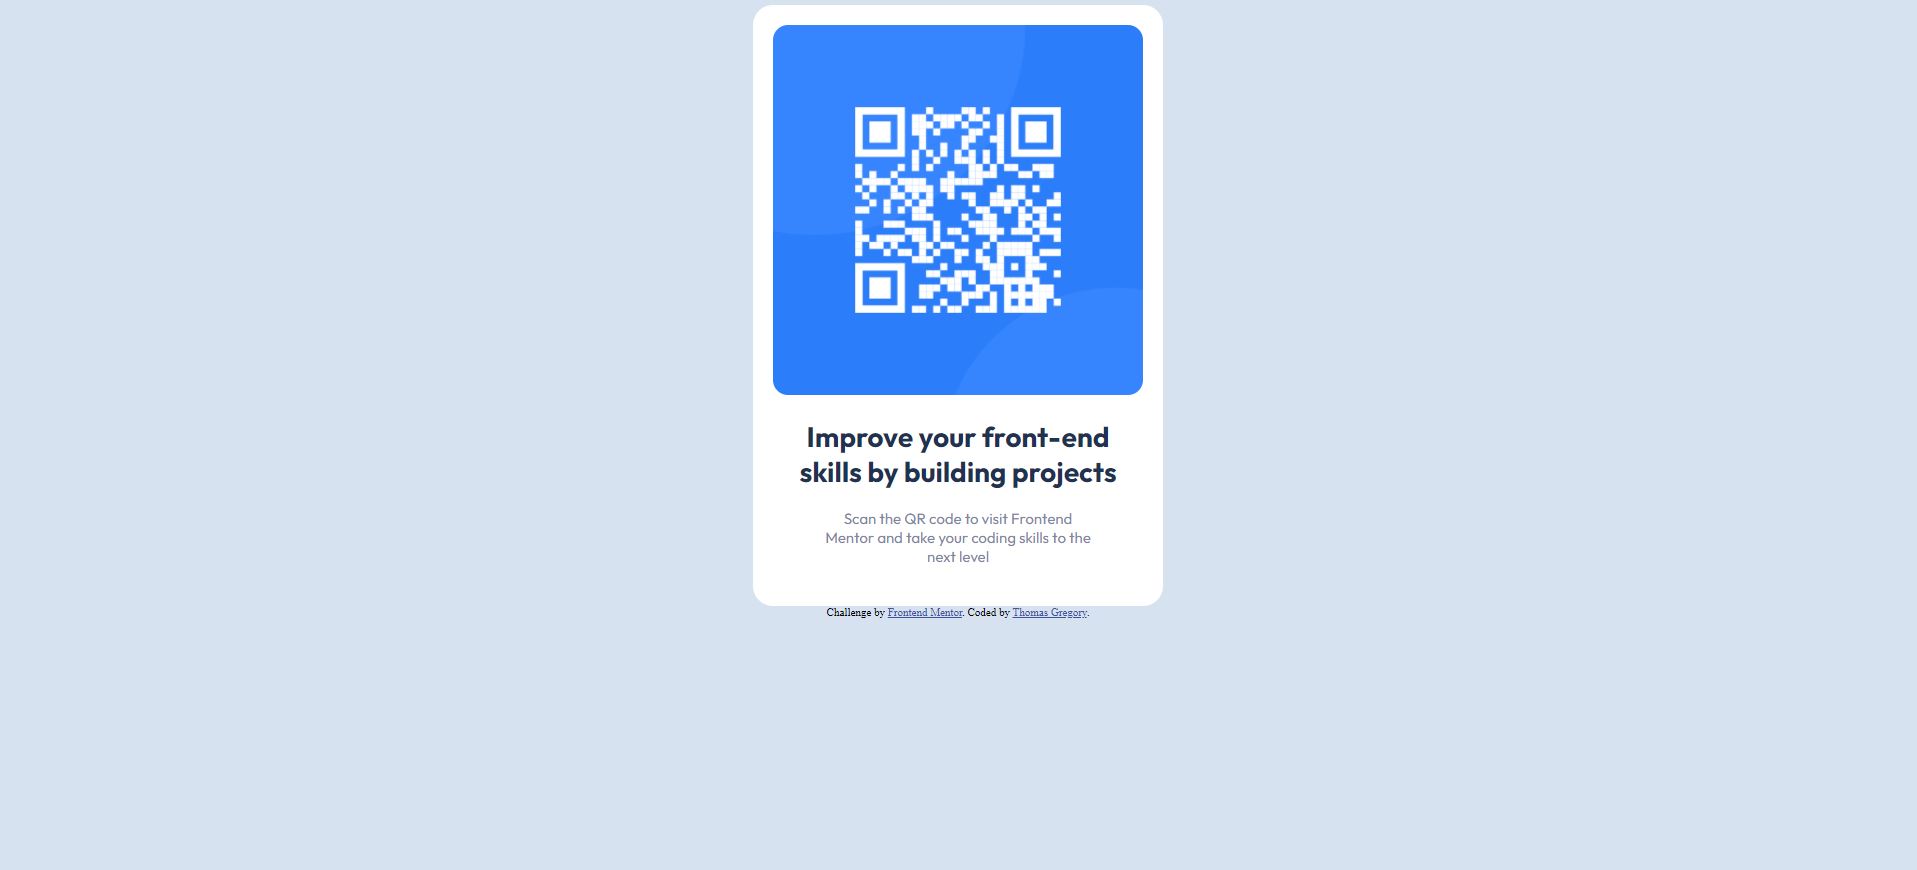 Improve your front-end
skills by building projects
Scan the QR code to visit Frontend
Mentor and take your coding skills to the
next level
Challenge by Frontend Mentor. Coded by Thomas Gregory.